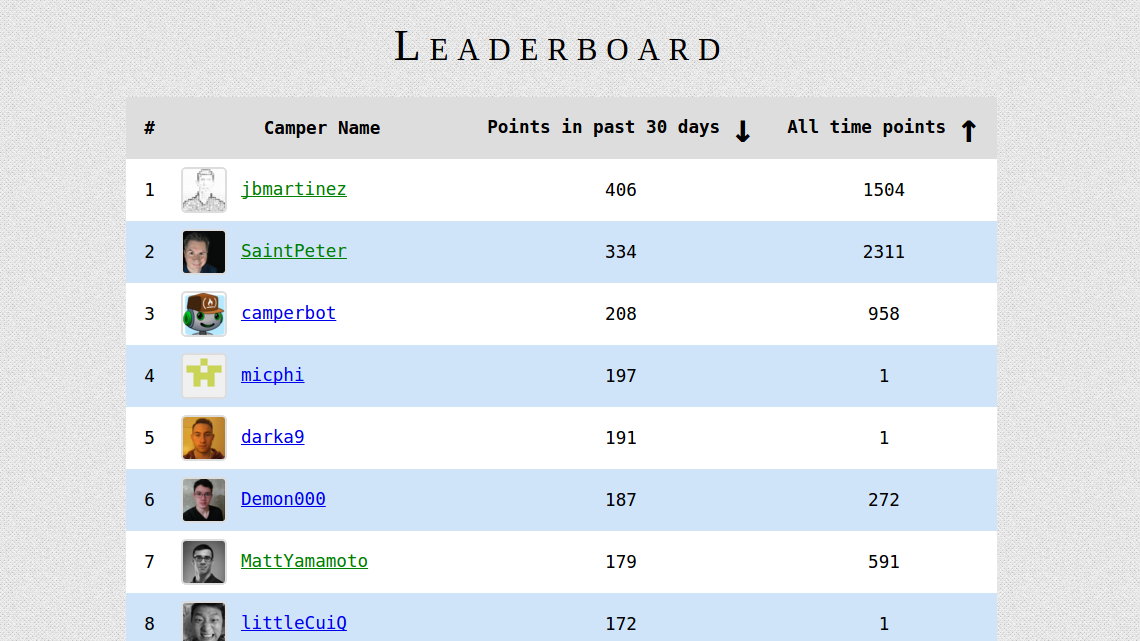 Leaderboard
# Camper Name Points in past 30 days ↓ All time points ↑
1 jbmartinez 406 1504
2 SaintPeter 334 2311
3 camperbot 208 958
4 micphi 197 1
5 darka9 191 1
6 Demon000 187 272
7 MattYamamoto 179 591
8 littleCuiQ 172 1